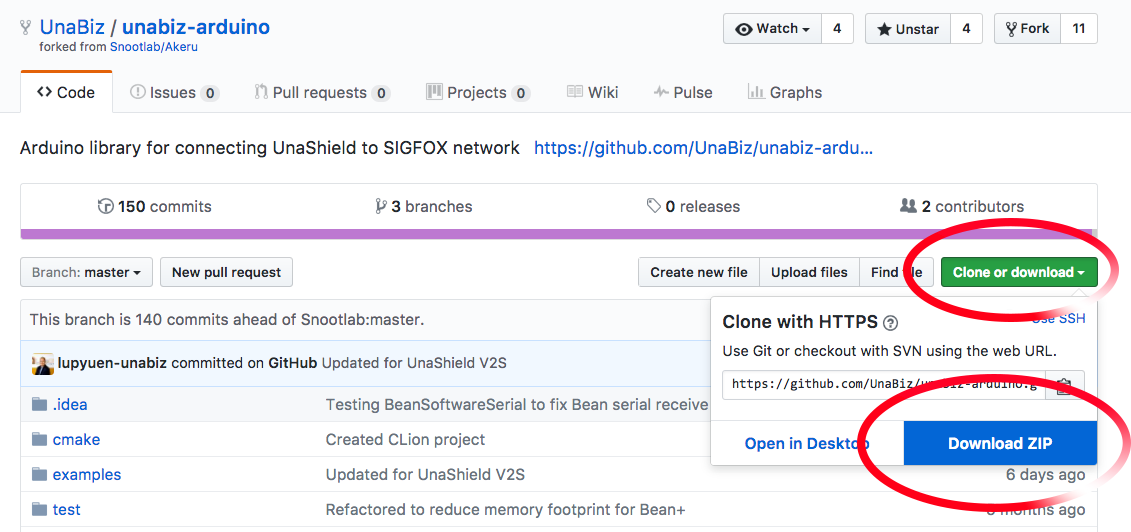 UnaBiz / unabiz-arduino
forked from Snootlab/Akeru
Watch 4 Unstar 4 Fork 11
Code Issues 0 Pull requests 0 Projects 0 Wiki Pulse Graphs
Arduino library for connecting UnaShield to SIGFOX network https://github.com/UnaBiz/unabiz-ardu...
150 commits 3 branches 0 releases 2 contributors
Branch: master New pull request Create new file Upload files Find Clone or download
This branch is 140 commits ahead of Snootlab:master.
Clone with HTTPS ? Use SSH
Use Git or checkout with SVN using the web URL.
lupyuen-unabiz committed on GitHub Updated for UnaShield V2S
https://github.com/UnaBiz/unabiz-arduino.g
.idea Testing BeanSoftwareSerial to fix Bean serial receive
cmake Created CLion project
Open in Desktop Download ZIP
examples Updated for UnaShield V2S 6 days ago
test Refactored to reduce memory footprint for Bean+ months ago